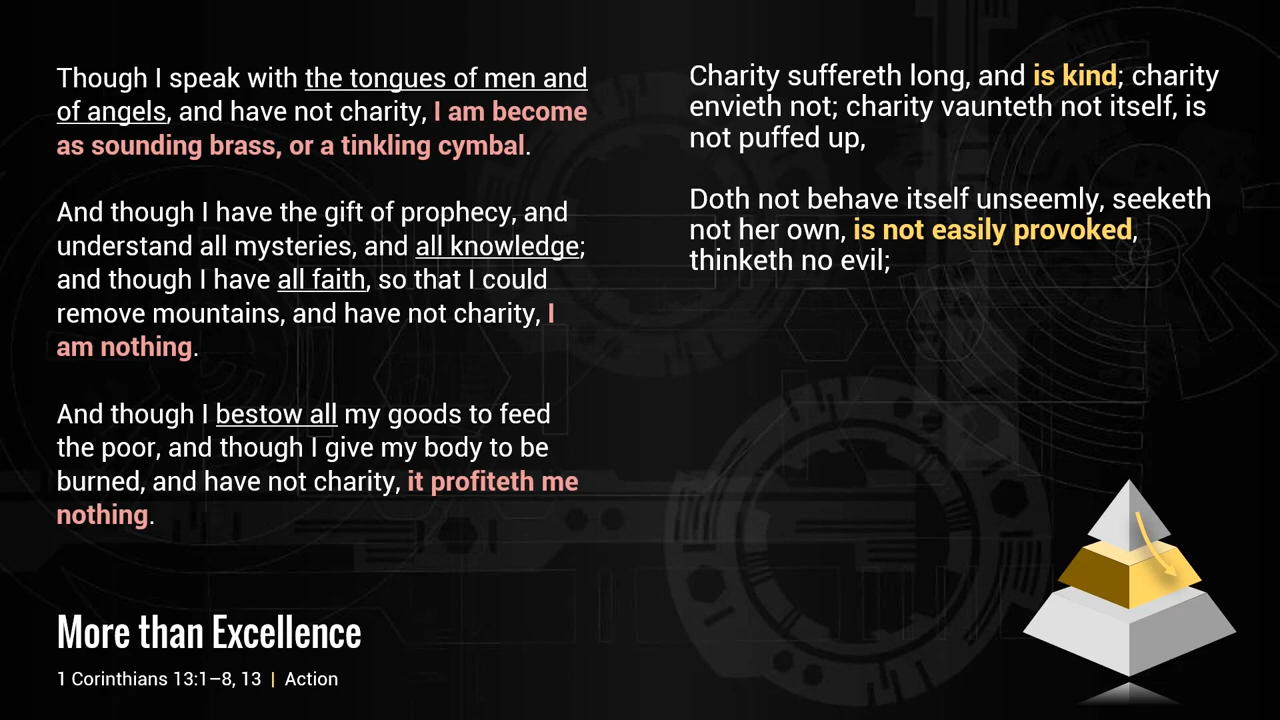 Though I speak with the tongues of men and
of angels, and have not charity, I am become
as sounding brass, or a tinkling cymbal.
And though I have the gift of prophecy, and
understand all mysteries, and all knowledge;
and though I have all faith, so that I could
remove mountains, and have not charity, I
am nothing.
And though I bestow all my goods to feed
the poor, and though I give my body to be
burned, and have not charity, it profiteth me
nothing.
Charity suffereth long, and is kind; charity
envieth not; charity vaunteth not itself, is
not puffed up,
Doth not behave itself unseemly, seeketh
not her own, is not easily provoked,
thinketh no evil;
More than Excellence
1 Corinthians 13:1–8, 13 | Action